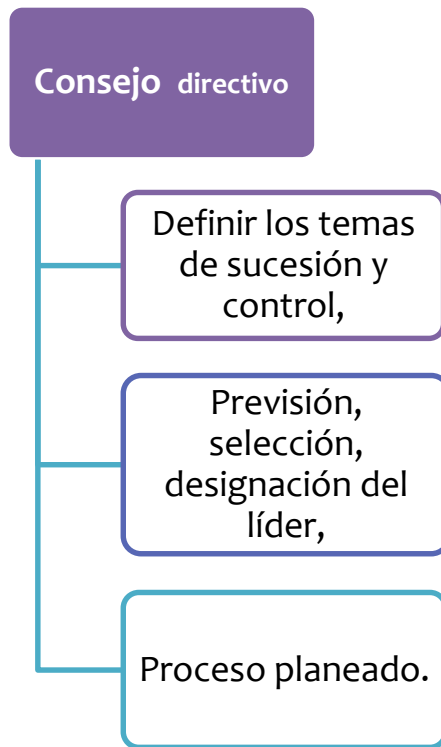 Consejo directivo
Definir los temas
de sucesión y
control,
Previsión,
selección,
designación del
líder,
Proceso planeado.